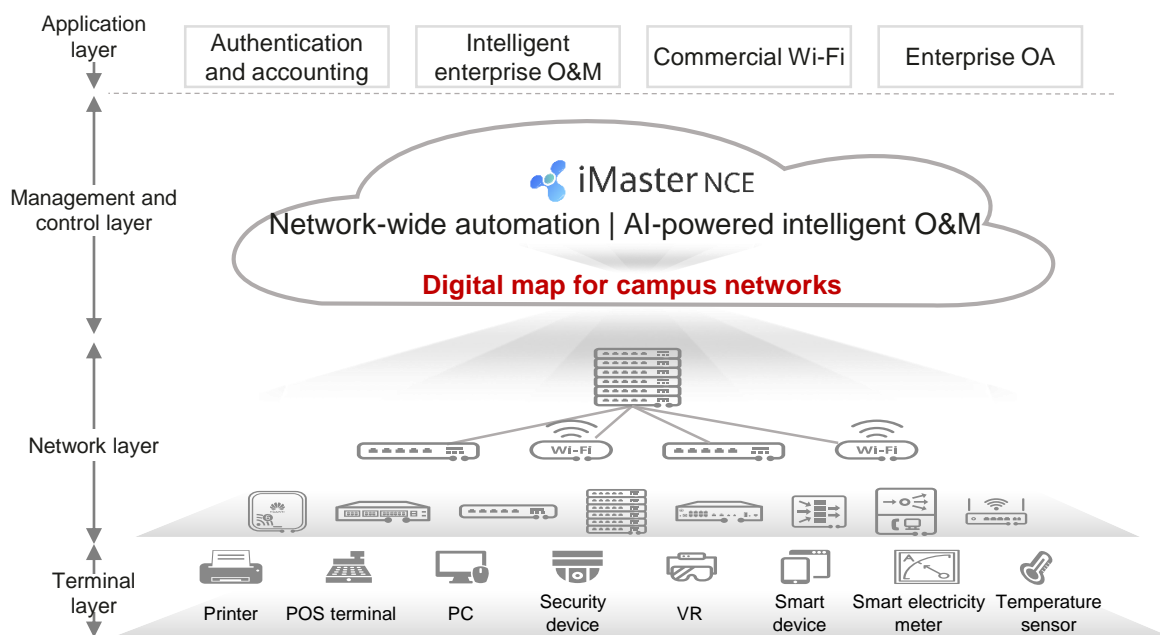 Application
layer
Authentication
and accounting
Intelligent
enterprise O&M
Commercial Wi-Fi
Enterprise OA
Management and
control layer
iMaster NCE
Network-wide automation | AI-powered intelligent O&M
Digital map for campus networks
Network layer
Wi-Fi
Wi-Fi
Terminal
layer
Printer
POS terminal
PC
Security
device
VR
Smart
device
Smart electricity
meter
Temperature
sensor